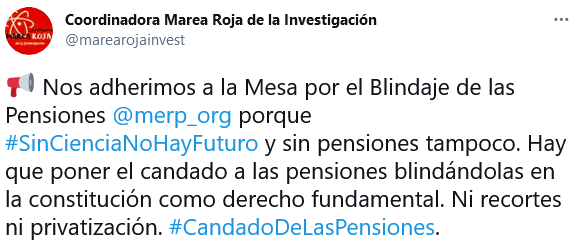 Coordinadora Marea Roja de la Investigación
@marearojainvest
MAREA ROJA
📢 Nos adherimos a la Mesa por el Blindaje de las
Pensiones @merp_org porque
#SinCienciaNoHayFuturo y sin pensiones tampoco. Hay
que poner el candado a las pensiones blindándolas en
la constitución como derecho fundamental. Ni recortes
ni privatización. #CandadoDeLasPensiones.